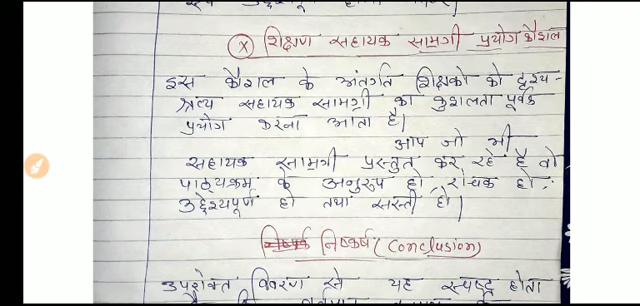 (x) शिक्षण सहायक सामग्री प्रयोग कौशल
इस कौशल के अंतर्गत शिक्षको को दृश्य-
श्रव्य सहायक सामग्री का कुशलता पूर्वक
प्रयोग करना आता है।
आप जो भी
सहायक सामग्री प्रस्तुत कर रहे है तो
पाठ्यक्रम के अनुरुप हो, रोचक हो,
उद्देश्यपूर्ण हो तथा सस्ती हो।
निष्कर्ष (Conclusion)
उपरोक्त विवरण से यह स्पष्ट होता